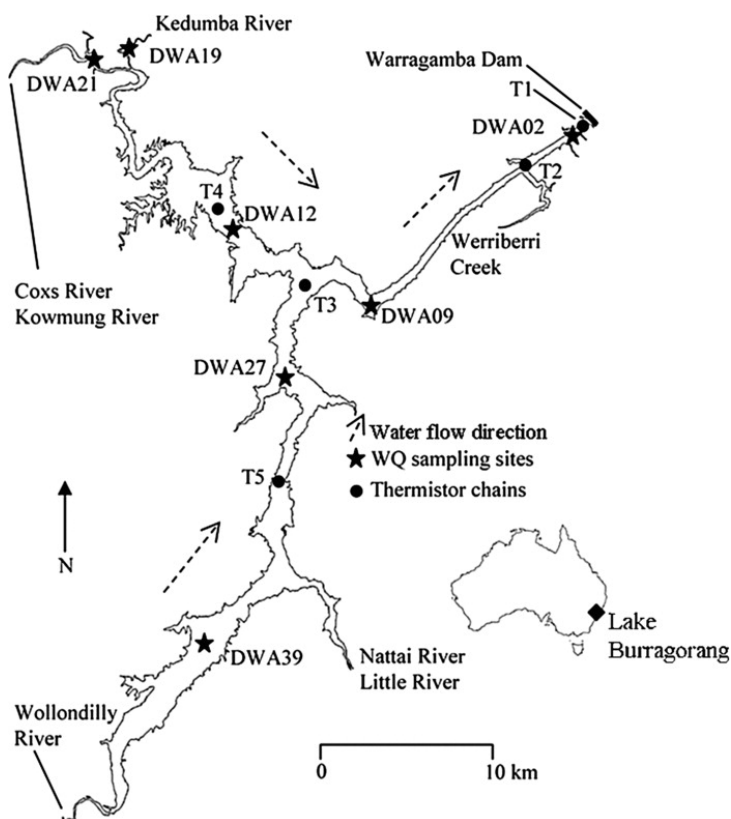 Kedumba River
DWA19
DWA21
Warragamba Dam
T1
DWA02
T2
T4
DWA12
Werriberri
Creek
Coxs River
Kowmung River
T3
DWA09
DWA27
Water flow direction
WQ sampling sites
T5
Thermistor chains
N
Lake
Burragorang
DWA39
Nattai River
Little River
Wollondilly
River
0 10 km